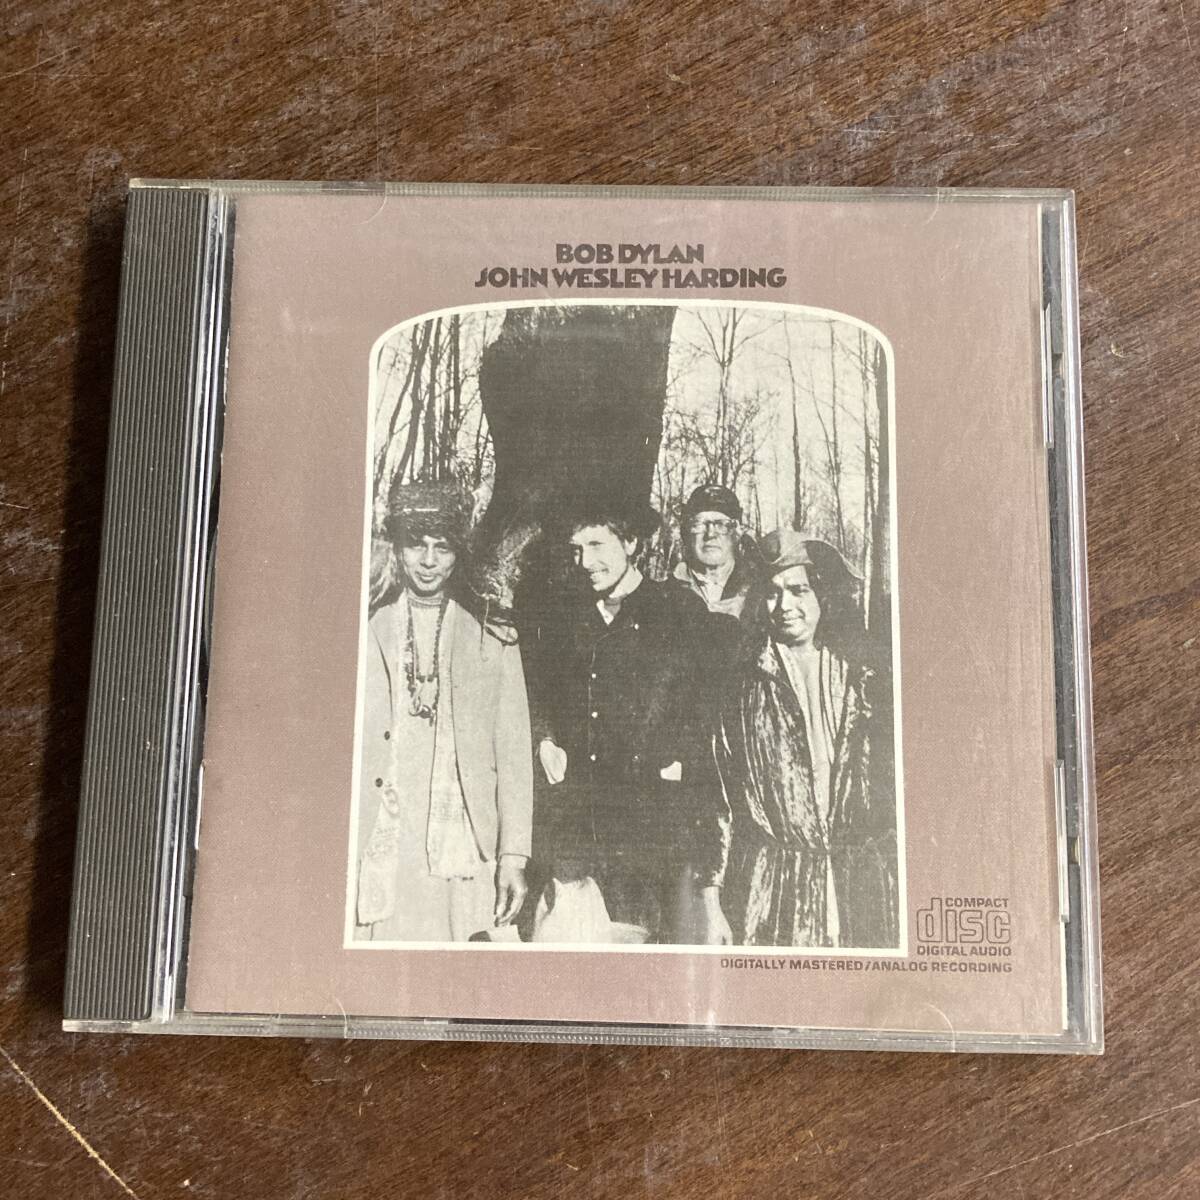 BOB DYLAN
JOHN WESLEY HARDING
COMPACT
disc
DIGITAL AUDIO
DIGITALLY MASTERED/ANALOG RECORDING